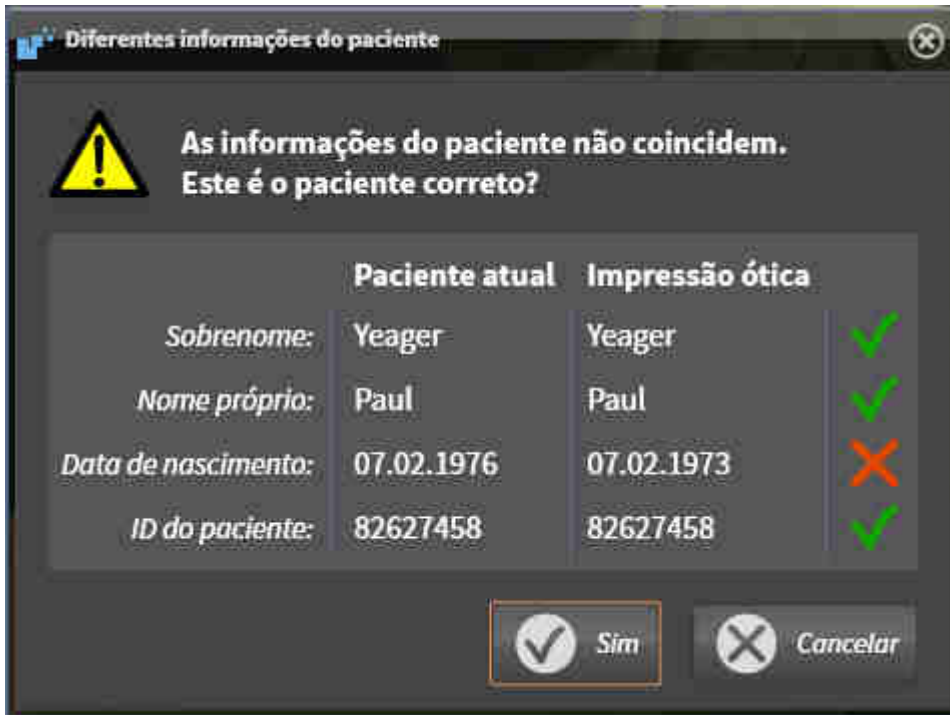 Diferentes informações do paciente
As informações do paciente não coincidem.
Este é o paciente correto?
Paciente atual Impressão ótica
Sobrenome: Yeager Yeager
Nome próprio: Paul Paul
Data de nascimento: 07.02.1976 07.02.1973
ID do paciente: 82627458 82627458
Sim Cancelar